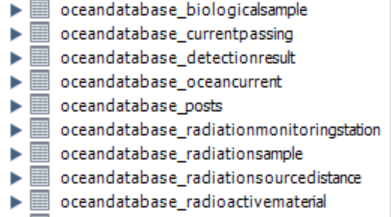 oceandatabase_biologicalsample
oceandatabase_currentpassing
oceandatabase_detectionresult
oceandatabase_oceancurrent
oceandatabase_posts
oceandatabase_radiationmonitoringstation
oceandatabase_radiationsample
oceandatabase_radiationsourcedistance
oceandatabase_radioactivematerial